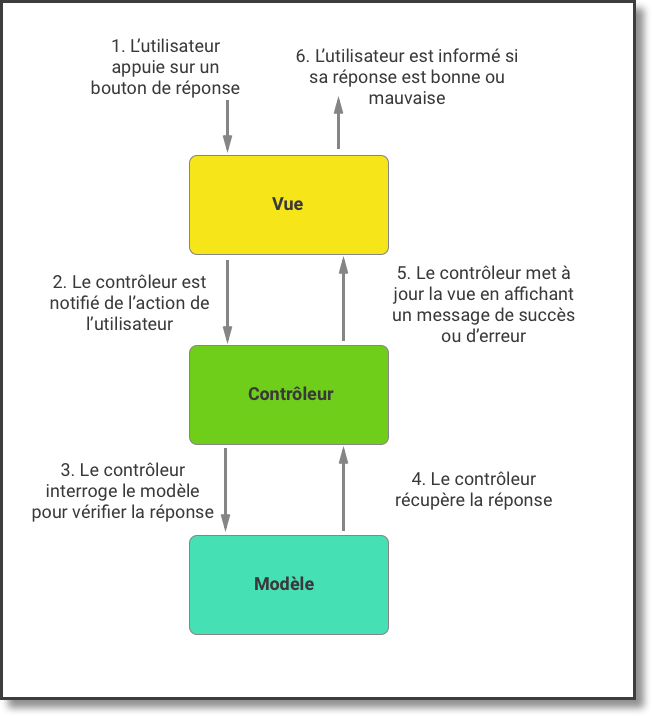 1. L’utilisateur
appuie sur un
bouton de réponse
6. L’utilisateur est informé si
sa réponse est bonne ou
mauvaise
Vue
2. Le contrôleur est
notifié de l’action de
l’utilisateur
5. Le contrôleur met à
jour la vue en affichant
un message de succès
ou d’erreur
Contrôleur
3. Le contrôleur
interroge le modèle
pour vérifier la réponse
4. Le contrôleur
récupère la réponse
Modèle